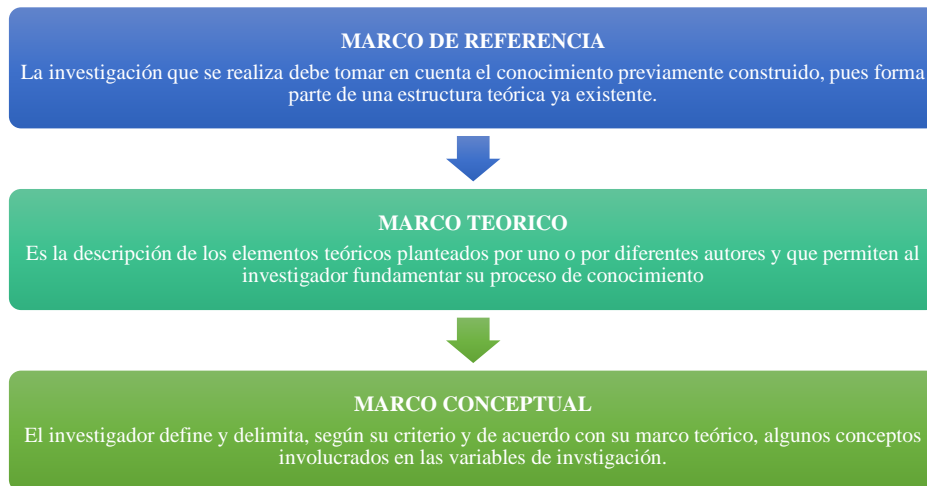 MARCO DE REFERENCIA
La investigación que se realiza debe tomar en cuenta el conocimiento previamente construido, pues forma
parte de una estructura teórica ya existente.
MARCO TEORICO
Es la descripción de los elementos teóricos planteados por uno o por diferentes autores y que permiten al
investigador fundamentar su proceso de conocimiento
MARCO CONCEPTUAL
El investigador define y delimita, según su criterio y de acuerdo con su marco teórico, algunos conceptos
involucrados en las variables de invstigación.